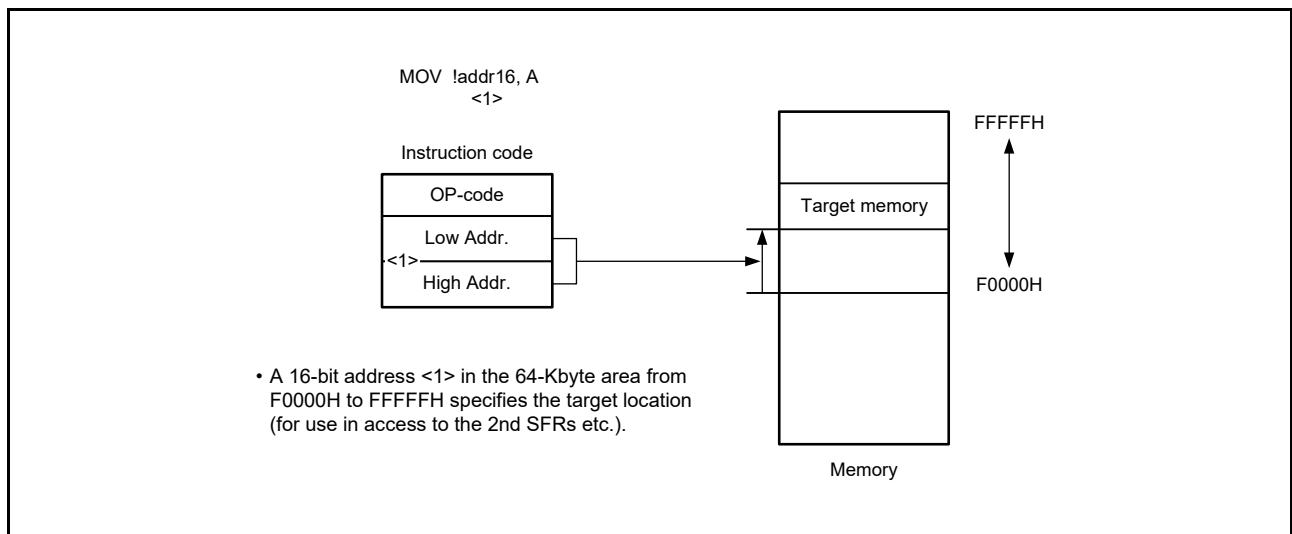 MOV !addr16, A
<1>
Instruction code
OP-code
Low Addr.
<1>
High Addr.
• A 16-bit address <1> in the 64-Kbyte area from
F0000H to FFFFFH specifies the target location
(for use in access to the 2nd SFRs etc.).
FFFFFH
Target memory
F0000H
Memory